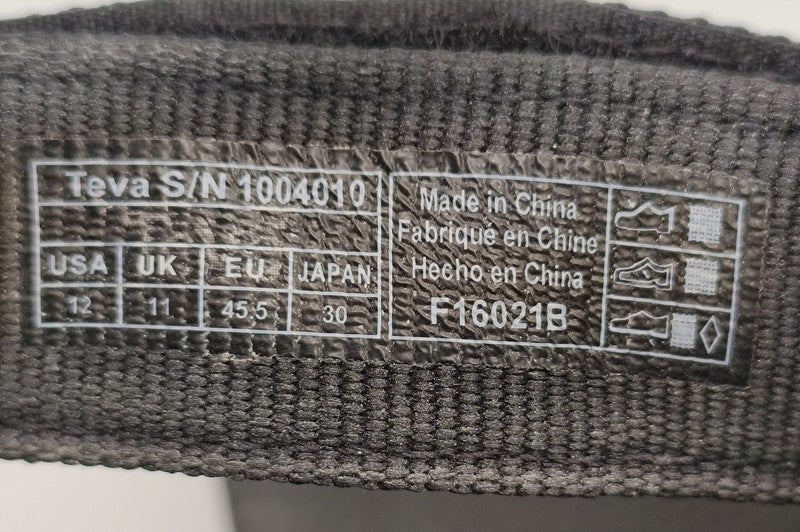 Teva S/N 1004010
USA UK EU JAPAN
12 11 45.5 30
Made in China
Fabriqué en Chine
Hecho en China
F16021B